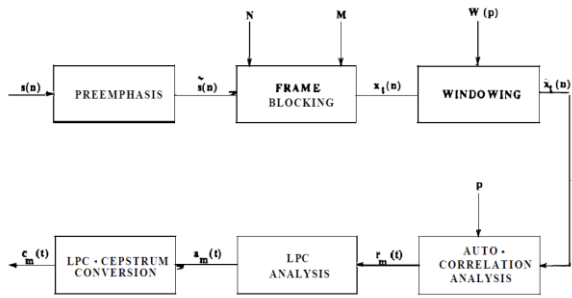 N M W(p)
s(n) PREEMPHASIS s̃(n) FRAME BLOCKING x_t(n) WINDOWING x̃_t(n)
p
c_m(t) LPC · CEPSTRUM CONVERSION a_m(t) LPC ANALYSIS r_m(t) AUTO · CORRELATION ANALYSIS